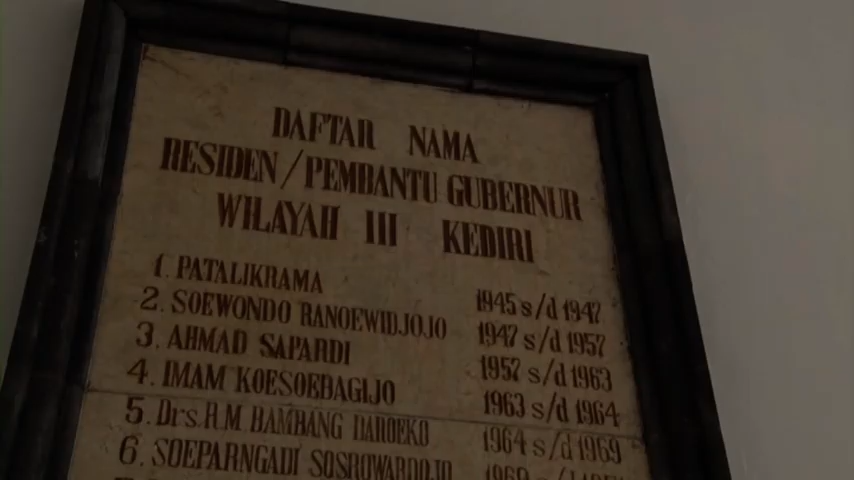 DAFTAR NAMA
RESIDEN/PEMBANTU GUBERNUR
WILAYAH III KEDIRI
1. PATALIKRAMA 1945 s/d 1947
2. SOEWONDO RANOEWIDJOJO 1947 s/d 1957
3. AHMAD SAPARDI 1957 s/d 1963
4. IMAM KOESOEBAGIJO 1963 s/d 1964
5. Drs. R.M BAMBANG DAROEKO 1964 s/d 1969
6. SOEPARNGADI SOSROWARDOJO 1969 s/d